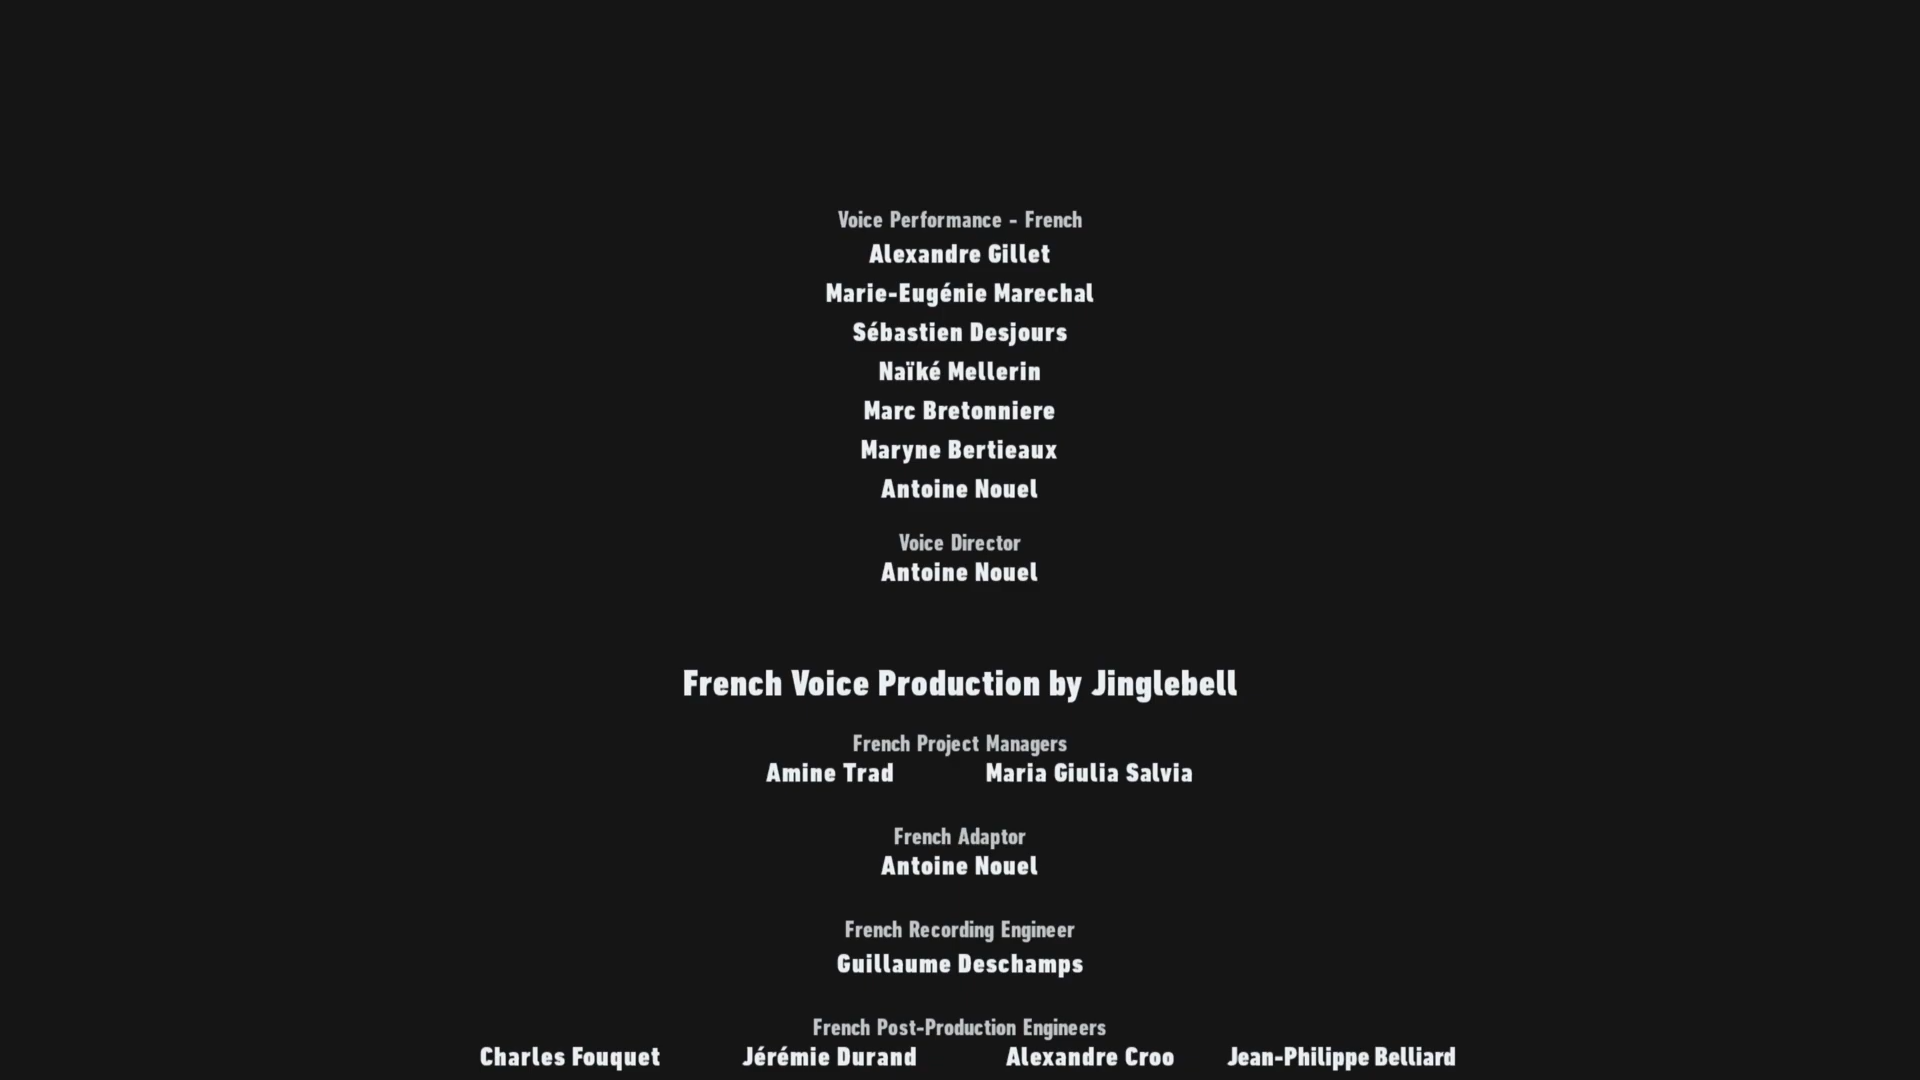 Voice Performance - French
Alexandre Gillet
Marie-Eugénie Marechal
Sébastien Desjours
Naïké Mellerin
Marc Bretonniere
Maryne Bertieaux
Antoine Nouel
Voice Director
Antoine Nouel
French Voice Production by Jinglebell
French Project Managers
Amine Trad Maria Giulia Salvia
French Adaptor
Antoine Nouel
French Recording Engineer
Guillaume Deschamps
French Post-Production Engineers
Charles Fouquet Jérémie Durand Alexandre Croo Jean-Philippe Belliard